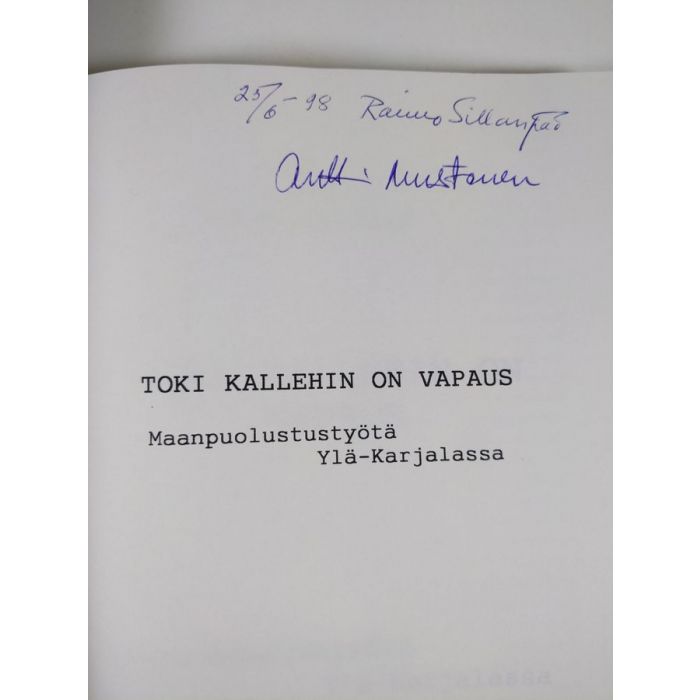 25/6-98 Raimo Sillanpää
Antti Mustonen
TOKI KALLEHIN ON VAPAUS
Maanpuolustustyötä
Ylä-Karjalassa